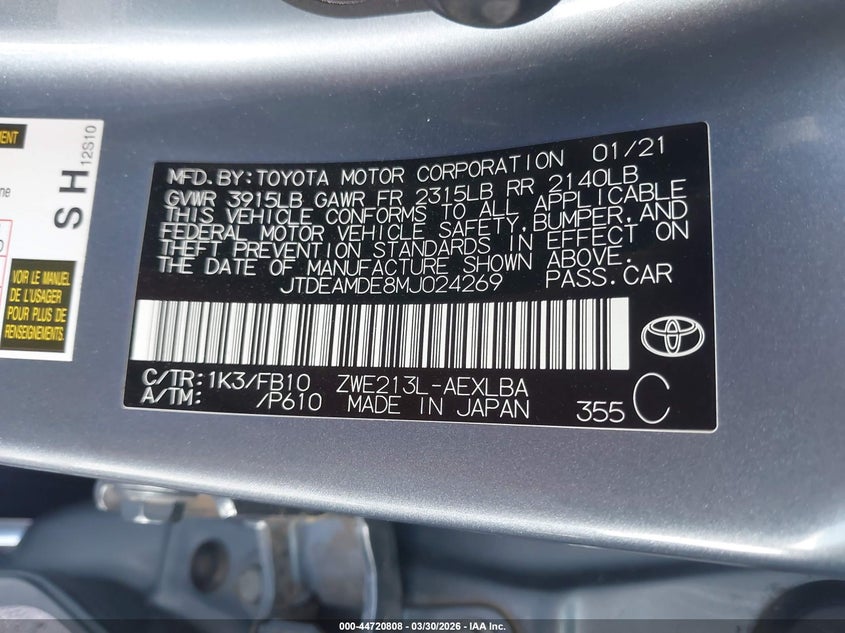 MENT
ne
S H
12S10
VOIR LE MANUEL
DE L'USAGER
POUR PLUS DE
RENSEIGNEMENTS.
MFD. BY: TOYOTA MOTOR CORPORATION 01/21
GVWR 3915LB GAWR FR 2315LB RR 2140LB
THIS VEHICLE CONFORMS TO ALL APPLICABLE
FEDERAL MOTOR VEHICLE SAFETY, BUMPER, AND
THEFT PREVENTION STANDARDS IN EFFECT ON
THE DATE OF MANUFACTURE SHOWN ABOVE.
JTDEAMDE8MJ024269 PASS. CAR
C/TR: 1K3/FB10 ZWE213L-AEXLBA
A/TM: /P610 MADE IN JAPAN 355 C
000-44720808 - 03/30/2026 - IAA Inc.